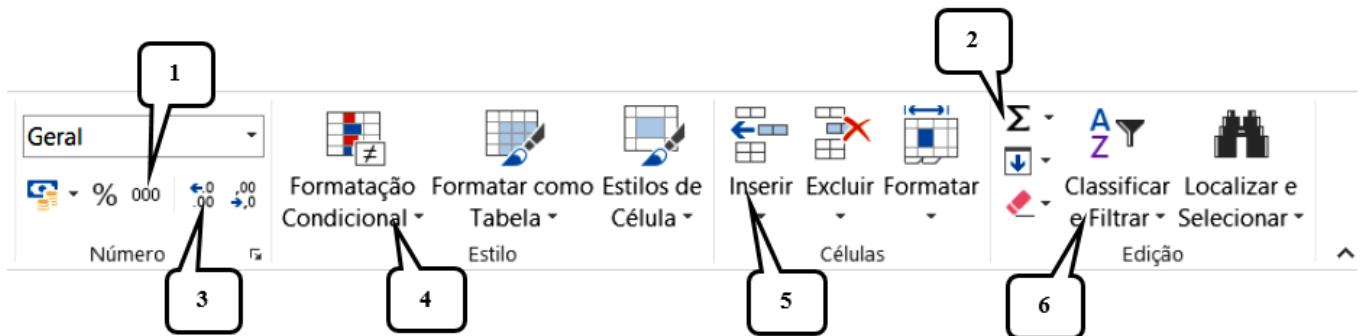 2
1
Geral
% 000 ←,0 ,00 ,00 →,0
≠
Σ
A
Z
Formatação Condicional
Formatar como Tabela
Estilos de Célula
Inserir
Excluir
Formatar
Classificar e Filtrar
Localizar e Selecionar
Número
Estilo
Células
Edição
3
4
5
6